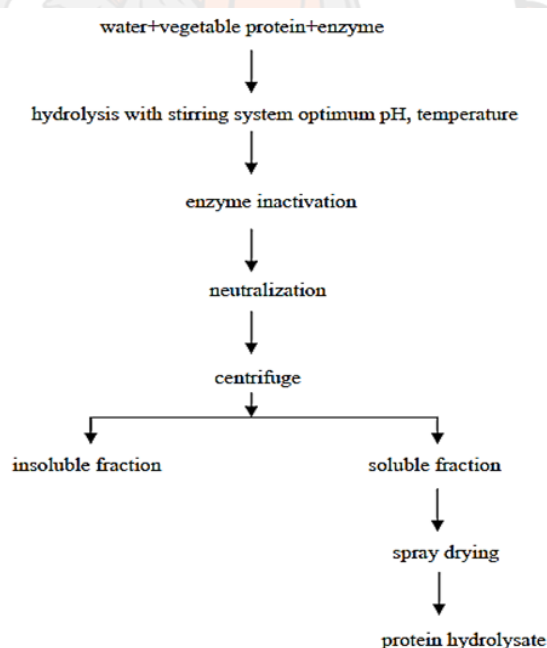 water+vegetable protein+enzyme
hydrolysis with stirring system optimum pH, temperature
enzyme inactivation
neutralization
centrifuge
insoluble fraction
soluble fraction
spray drying
protein hydrolysate